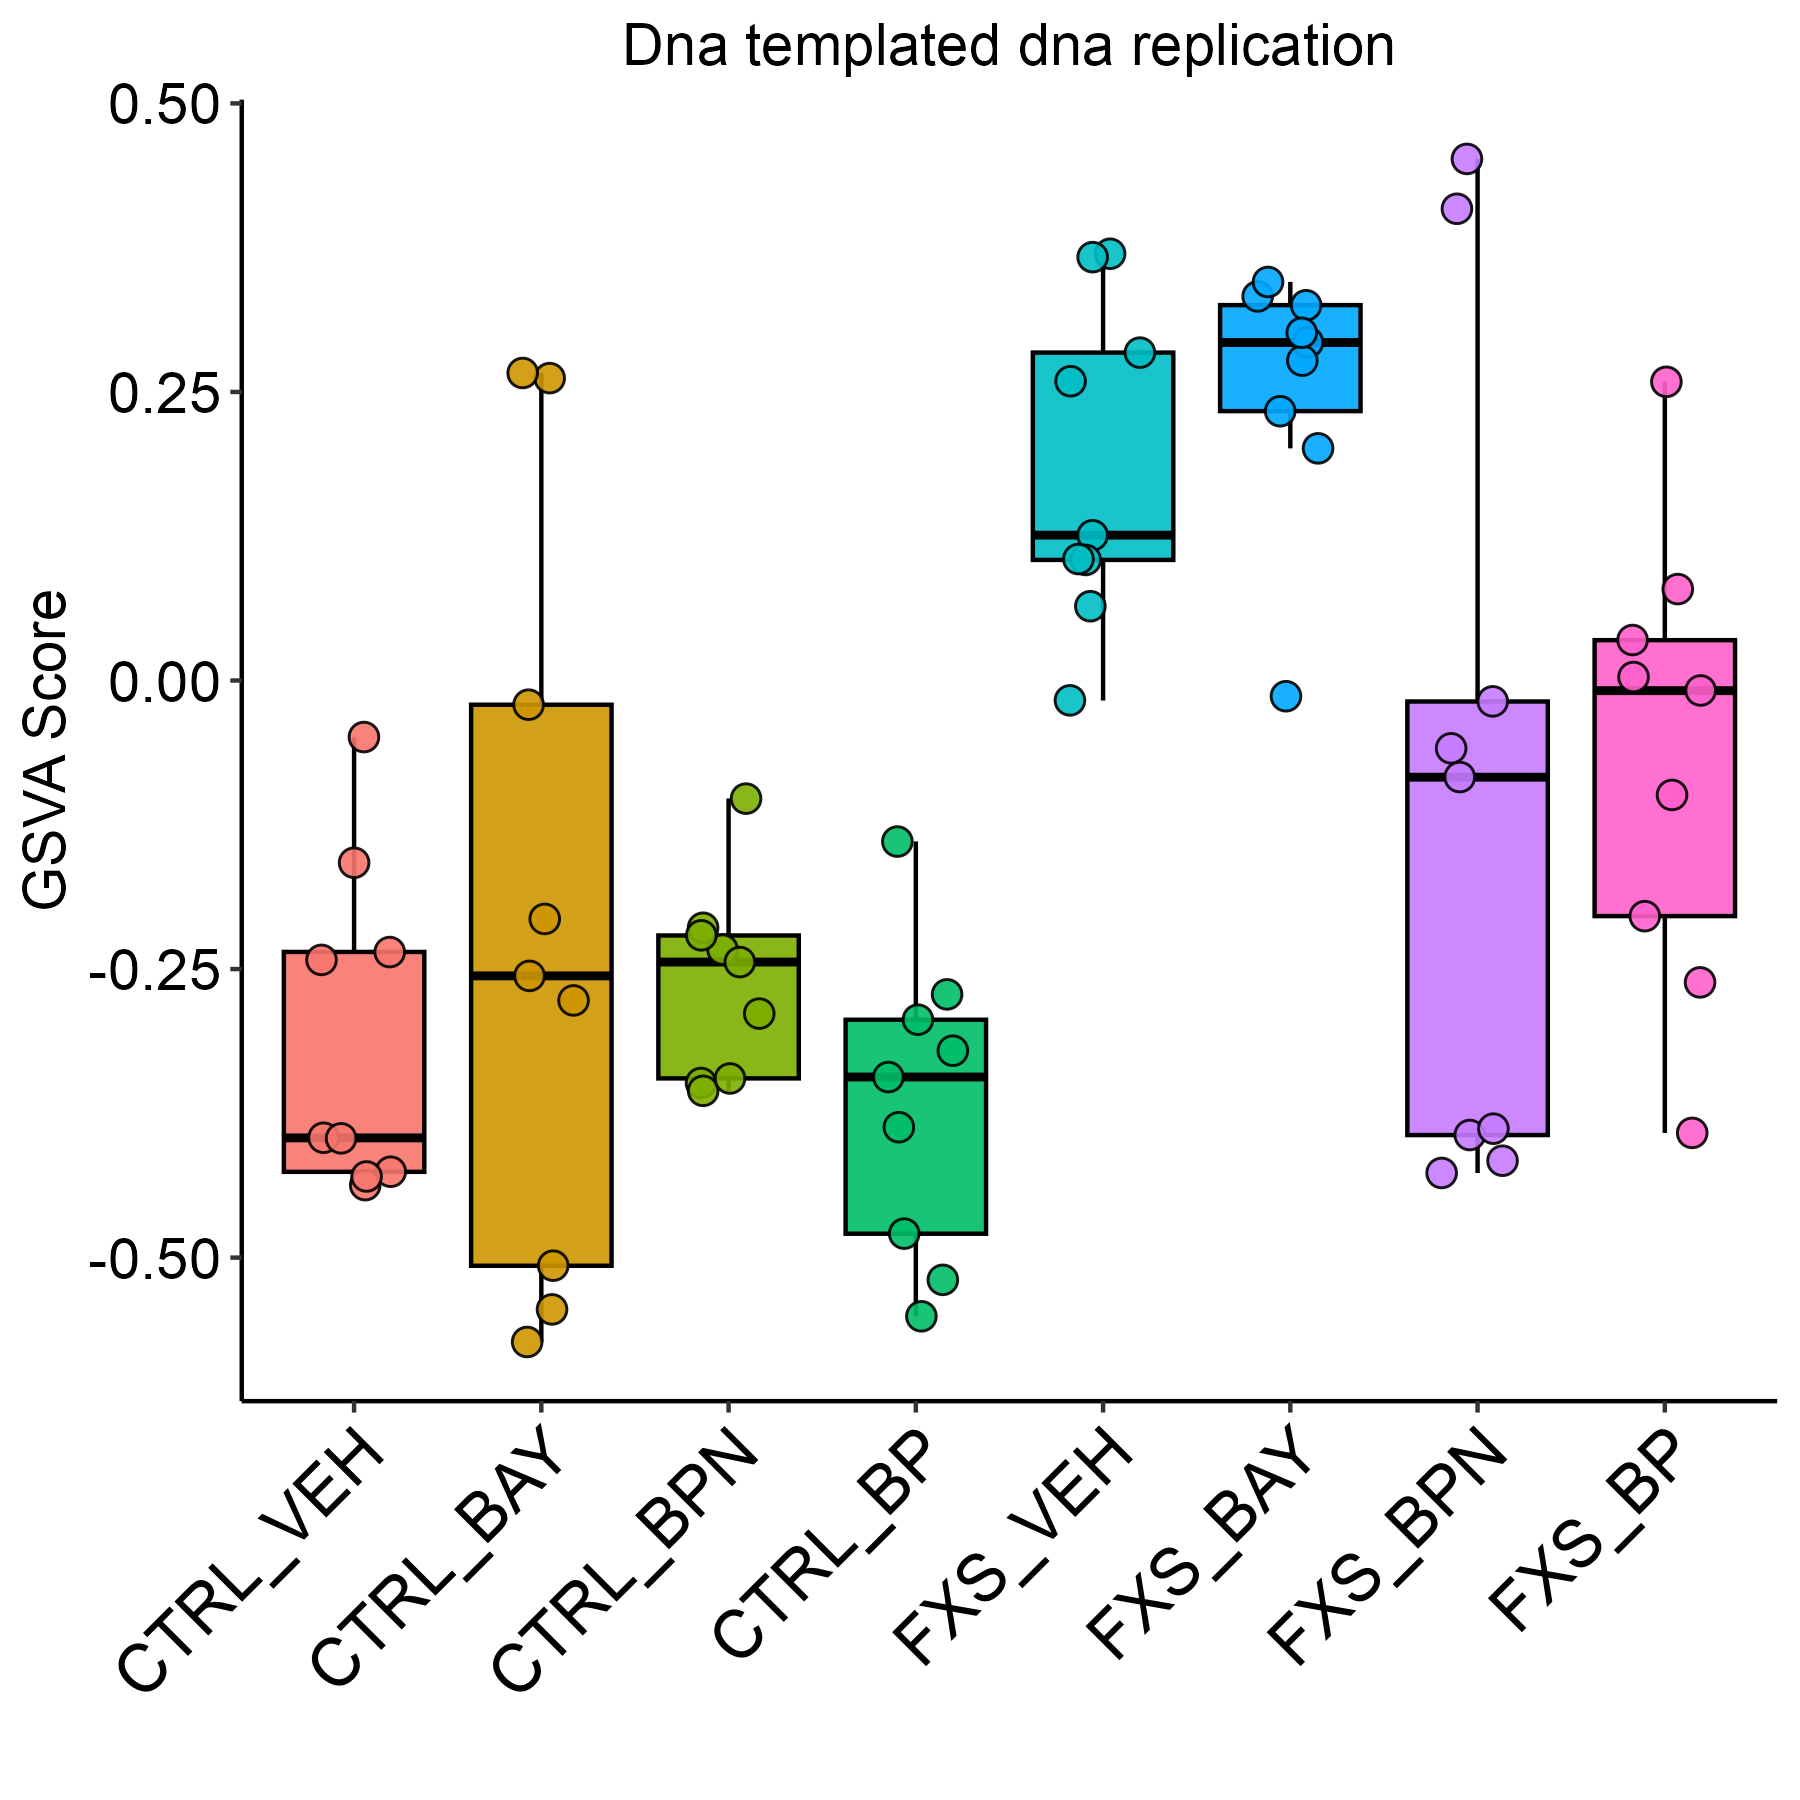 Dna templated dna replication
GSVA Score
0.50
0.25
0.00
-0.25
-0.50
CTRL_VEH
CTRL_BAY
CTRL_BPN
CTRL_BP
FXS_VEH
FXS_BAY
FXS_BPN
FXS_BP